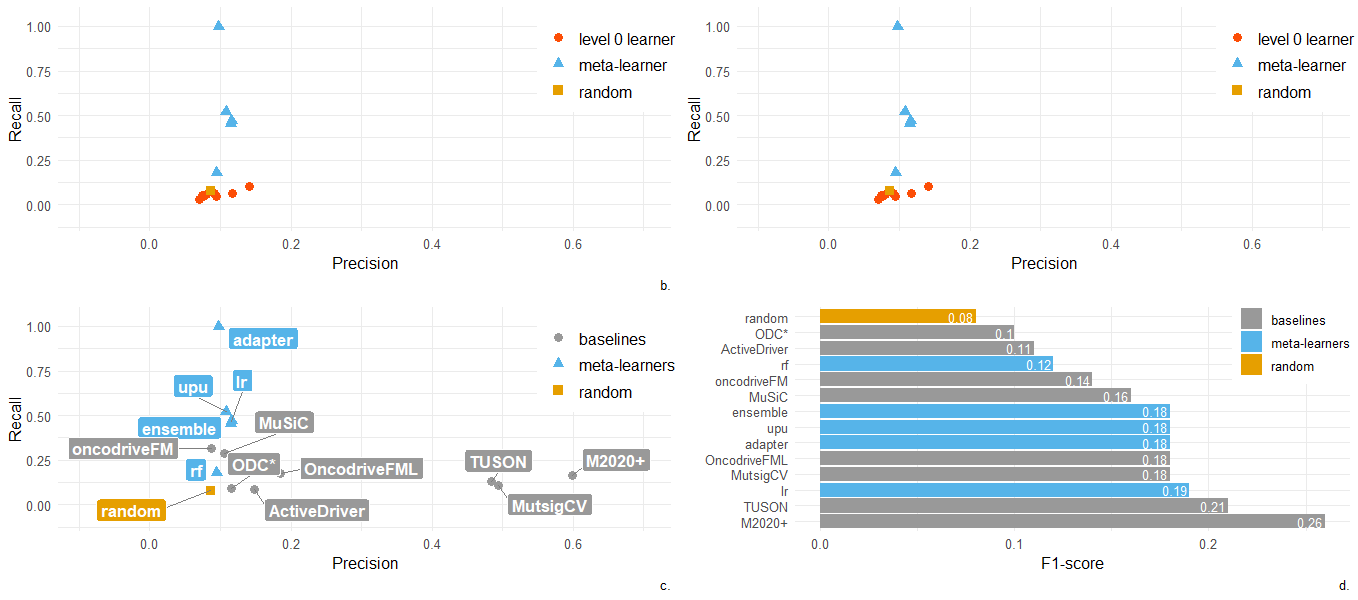 1.00
0.75
0.50
0.25
0.00
Recall
0.0
0.2
0.4
0.6
Precision
level 0 learner
meta-learner
random
b.
1.00
0.75
0.50
0.25
0.00
Recall
0.0
0.2
0.4
0.6
Precision
level 0 learner
meta-learner
random
1.00
0.75
0.50
0.25
0.00
Recall
adapter
lr
upu
MuSiC
ensemble
oncodriveFM
ODC*
rf
OncodriveFML
TUSON
M2020+
random
ActiveDriver
MutsigCV
baselines
meta-learners
random
0.0
0.2
0.4
0.6
Precision
c.
random 0.08
ODC* 0.1
ActiveDriver 0.11
rf 0.12
oncodriveFM 0.14
MuSiC 0.16
ensemble 0.18
upu 0.18
adapter 0.18
OncodriveFML 0.18
MutsigCV 0.18
lr 0.19
TUSON 0.21
M2020+ 0.26
baselines
meta-learners
random
0.0
0.1
0.2
F1-score
d.